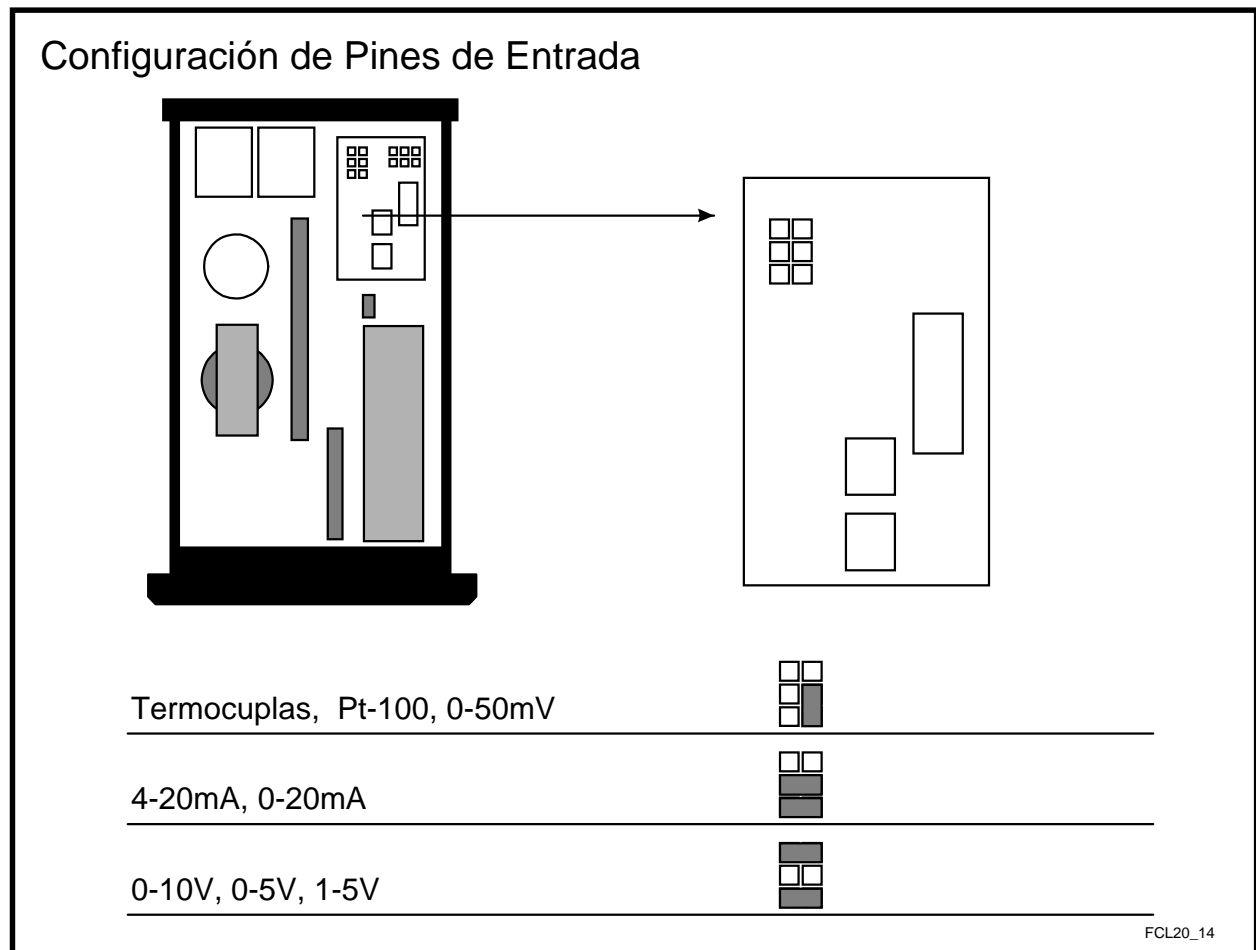 Configuración de Pines de Entrada
Termocuplas, Pt-100, 0-50mV
4-20mA, 0-20mA
0-10V, 0-5V, 1-5V
FCL20_14